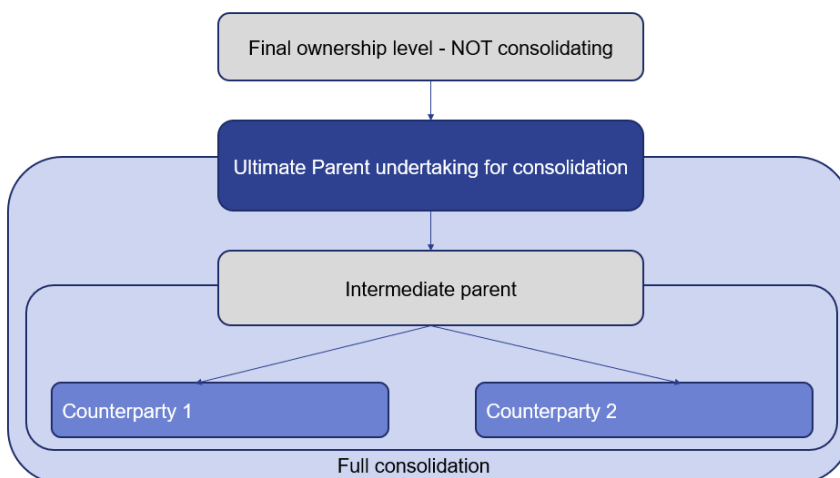 Final ownership level - NOT consolidating
Ultimate Parent undertaking for consolidation
Intermediate parent
Counterparty 1
Counterparty 2
Full consolidation